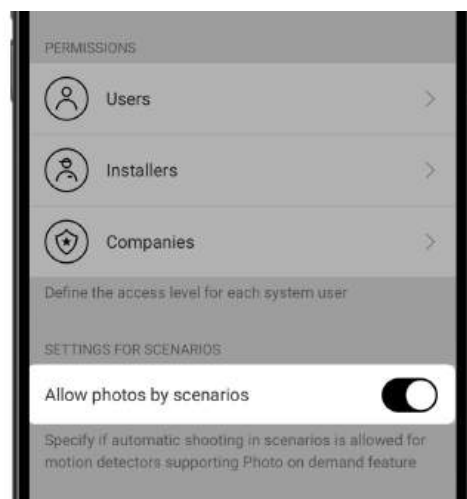 PERMISSIONS
Users
Installers
Companies
Define the access level for each system user
SETTINGS FOR SCENARIOS
Allow photos by scenarios
Specify if automatic shooting in scenarios is allowed for
motion detectors supporting Photo on demand feature